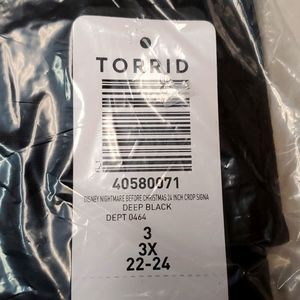 TORRID
40580071
DISNEY NIGHTMARE BEFORE CHRISTMAS 24 INCH CROP SIGNA
DEEP BLACK
DEPT 0464
3
3X
22-24